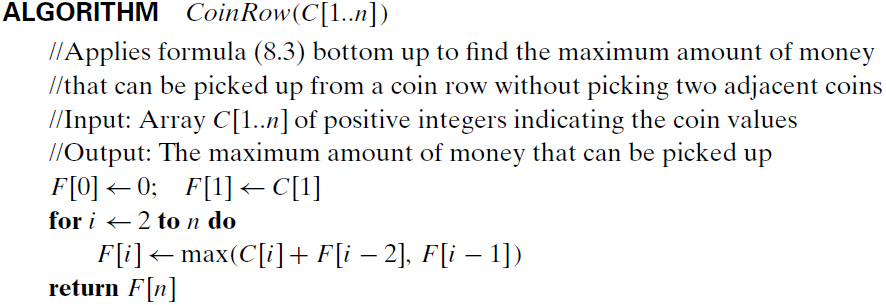 ALGORITHM CoinRow(C[1..n])
//Applies formula (8.3) bottom up to find the maximum amount of money
//that can be picked up from a coin row without picking two adjacent coins
//Input: Array C[1..n] of positive integers indicating the coin values
//Output: The maximum amount of money that can be picked up
F[0] ← 0; F[1] ← C[1]
for i ← 2 to n do
F[i] ← max(C[i] + F[i − 2], F[i − 1])
return F[n]